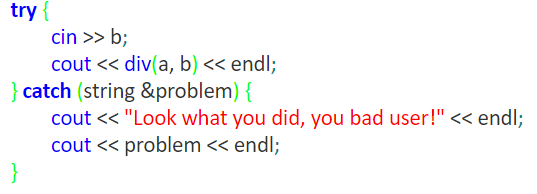 try {
cin >> b;
cout << div(a, b) << endl;
} catch (string &problem) {
cout << "Look what you did, you bad user!" << endl;
cout << problem << endl;
}